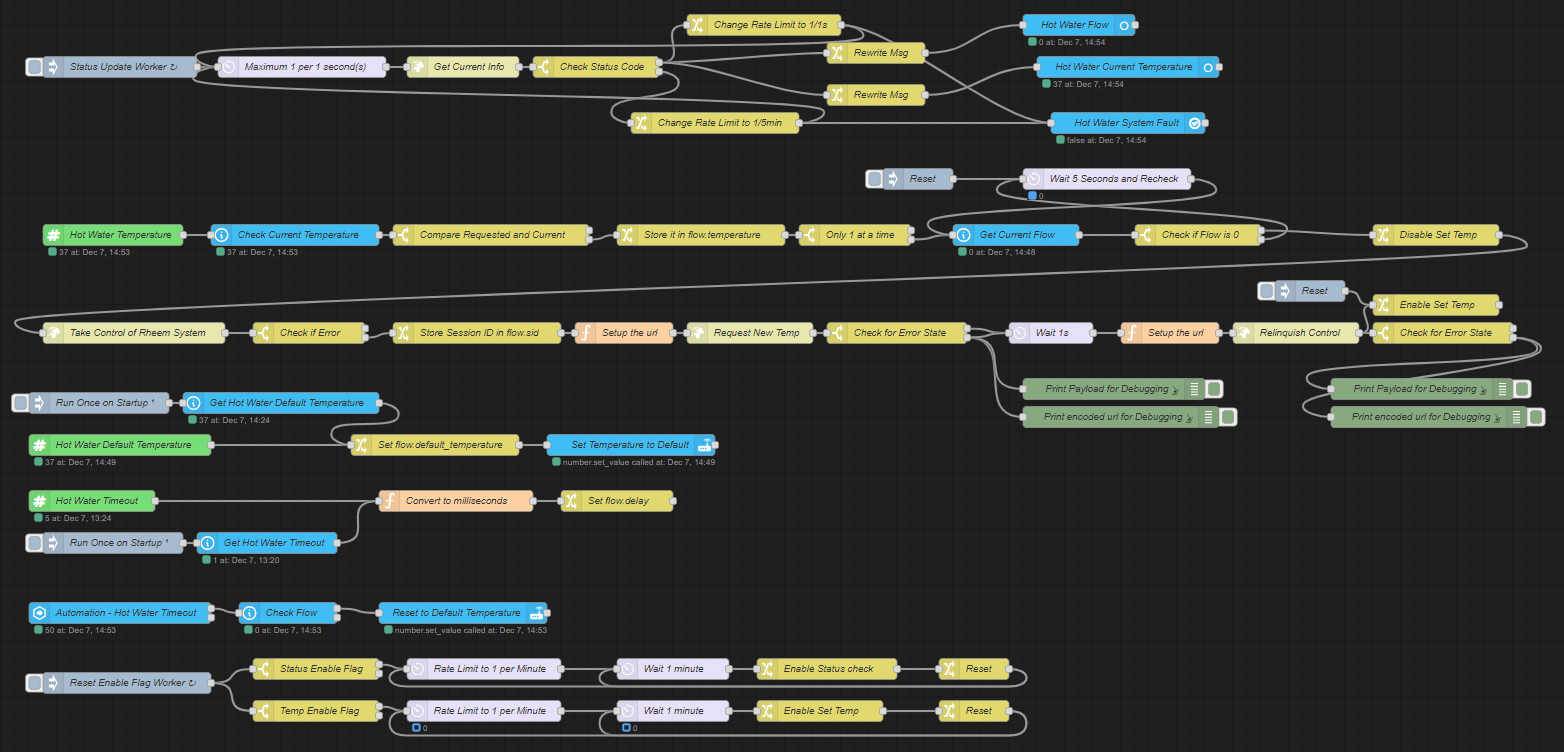 Change Rate Limit to 1/1s
Hot Water Flow
0 at: Dec 7, 14:54
Rewrite Msg
Status Update Worker ↻
Maximum 1 per 1 second(s)
Get Current Info
Check Status Code
Hot Water Current Temperature
37 at: Dec 7, 14:54
Rewrite Msg
Change Rate Limit to 1/5min
Hot Water System Fault
false at: Dec 7, 14:54
Reset
Wait 5 Seconds and Recheck
0
Hot Water Temperature
37 at: Dec 7, 14:53
Check Current Temperature
37 at: Dec 7, 14:53
Compare Requested and Current
Store it in flow.temperature
Only 1 at a time
Get Current Flow
0 at: Dec 7, 14:48
Check if Flow is 0
Disable Set Temp
Reset
Enable Set Temp
Take Control of Rheem System
Check if Error
Store Session ID in flow.sid
Setup the url
Request New Temp
Check for Error State
Wait 1s
Setup the url
Relinquish Control
Check for Error State
Print Payload for Debugging
Print Payload for Debugging
Print encoded url for Debugging
Print encoded url for Debugging
Run Once on Startup ¹
Get Hot Water Default Temperature
37 at: Dec 7, 14:24
Hot Water Default Temperature
37 at: Dec 7, 14:49
Set flow.default_temperature
Set Temperature to Default
number.set_value called at: Dec 7, 14:49
Hot Water Timeout
5 at: Dec 7, 13:24
Convert to milliseconds
Set flow.delay
Run Once on Startup ¹
Get Hot Water Timeout
1 at: Dec 7, 13:20
Automation - Hot Water Timeout
50 at: Dec 7, 14:53
Check Flow
0 at: Dec 7, 14:53
Reset to Default Temperature
number.set_value called at: Dec 7, 14:53
Status Enable Flag
Rate Limit to 1 per Minute
Wait 1 minute
Enable Status check
Reset
Reset Enable Flag Worker ↻
Temp Enable Flag
Rate Limit to 1 per Minute
0
Wait 1 minute
0
Enable Set Temp
Reset